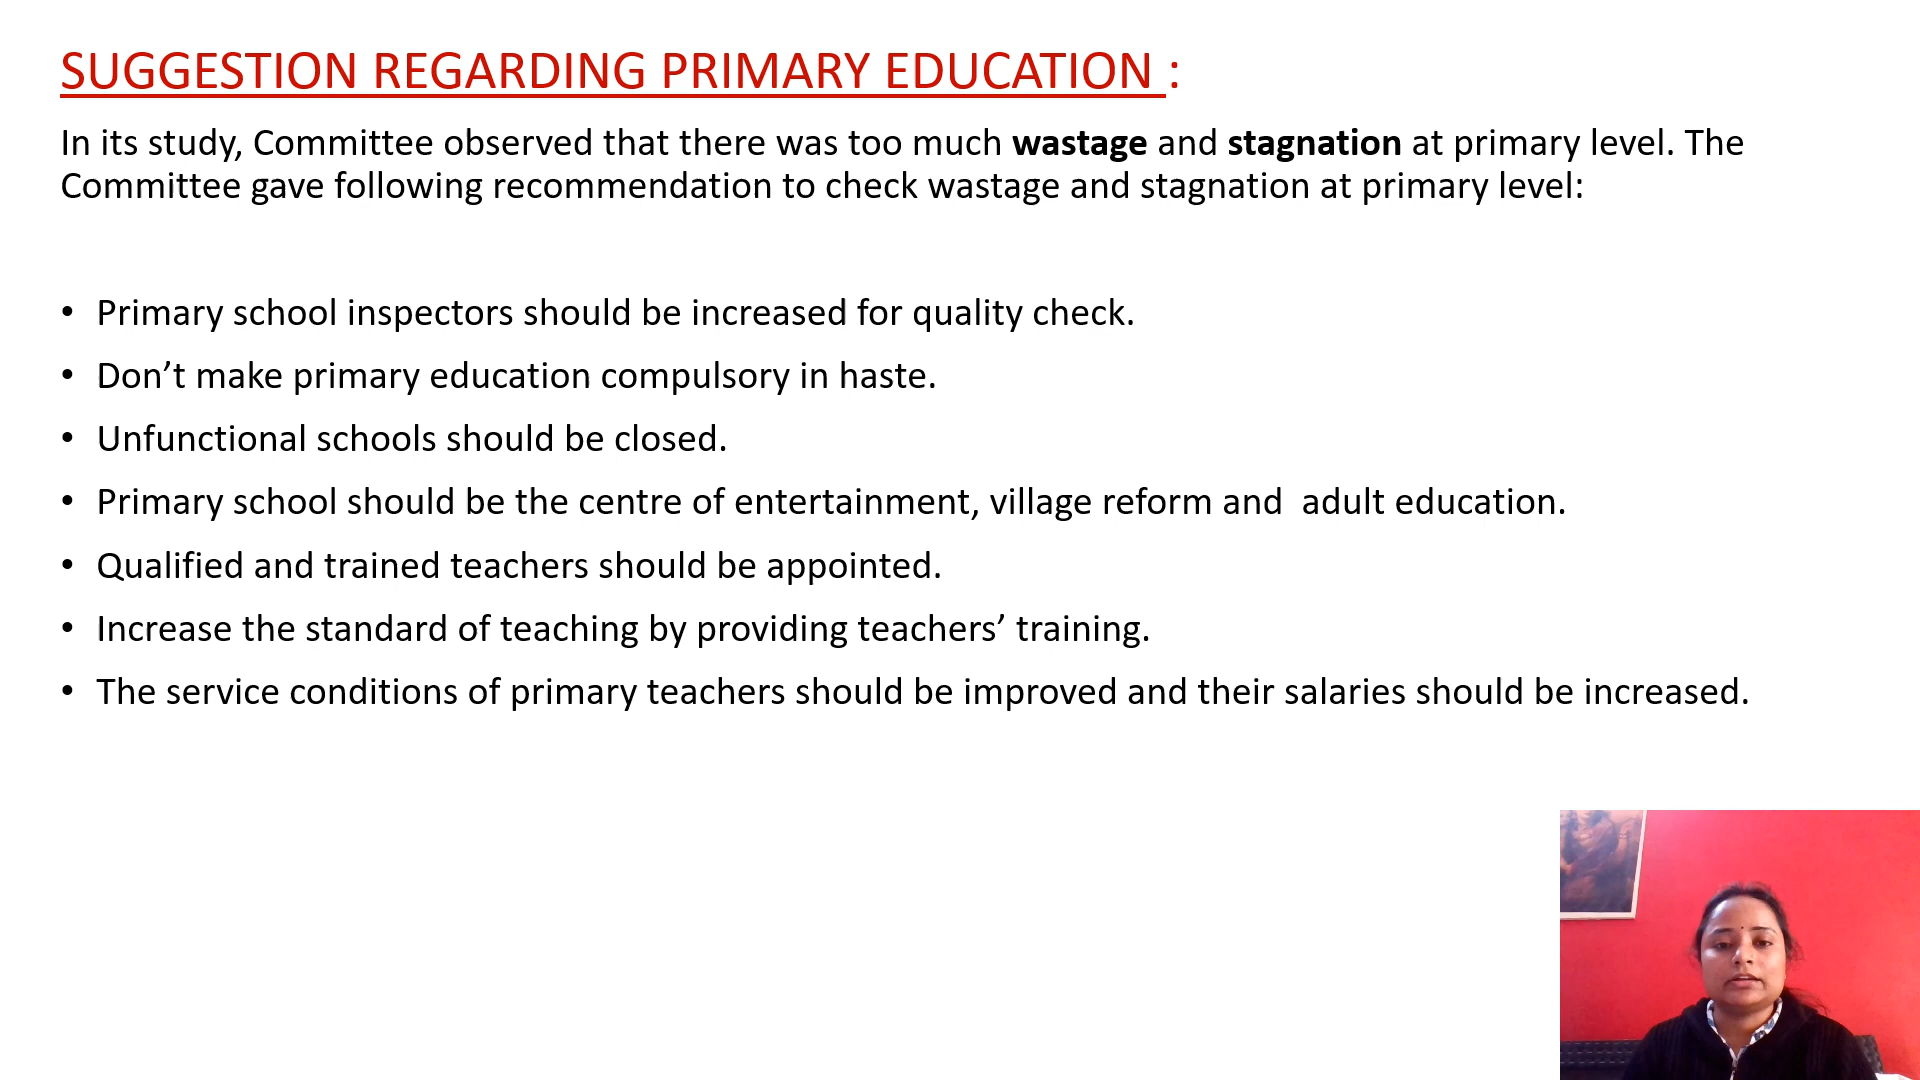 SUGGESTION REGARDING PRIMARY EDUCATION :
In its study, Committee observed that there was too much wastage and stagnation at primary level. The
Committee gave following recommendation to check wastage and stagnation at primary level:
• Primary school inspectors should be increased for quality check.
• Don’t make primary education compulsory in haste.
• Unfunctional schools should be closed.
• Primary school should be the centre of entertainment, village reform and  adult education.
• Qualified and trained teachers should be appointed.
• Increase the standard of teaching by providing teachers’ training.
• The service conditions of primary teachers should be improved and their salaries should be increased.